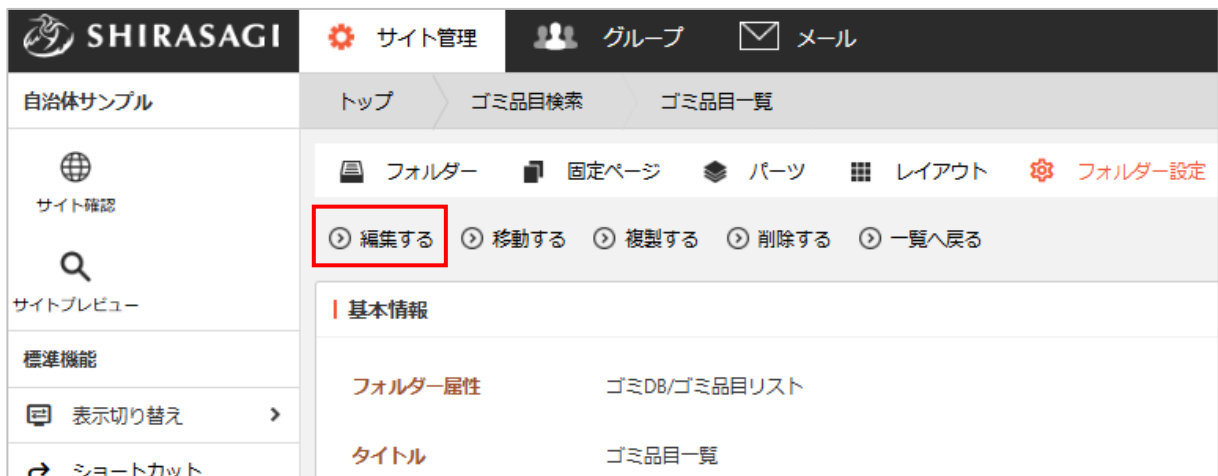 SHIRASAGI サイト管理 グループ メール
自治体サンプル トップ ゴミ品目検索 ゴミ品目一覧
フォルダー 固定ページ パーツ レイアウト フォルダー設定
サイト確認
編集する 移動する 複製する 削除する 一覧へ戻る
サイトプレビュー
基本情報
標準機能
フォルダー属性 ゴミDB/ゴミ品目リスト
表示切り替え
タイトル ゴミ品目一覧
ショートカット